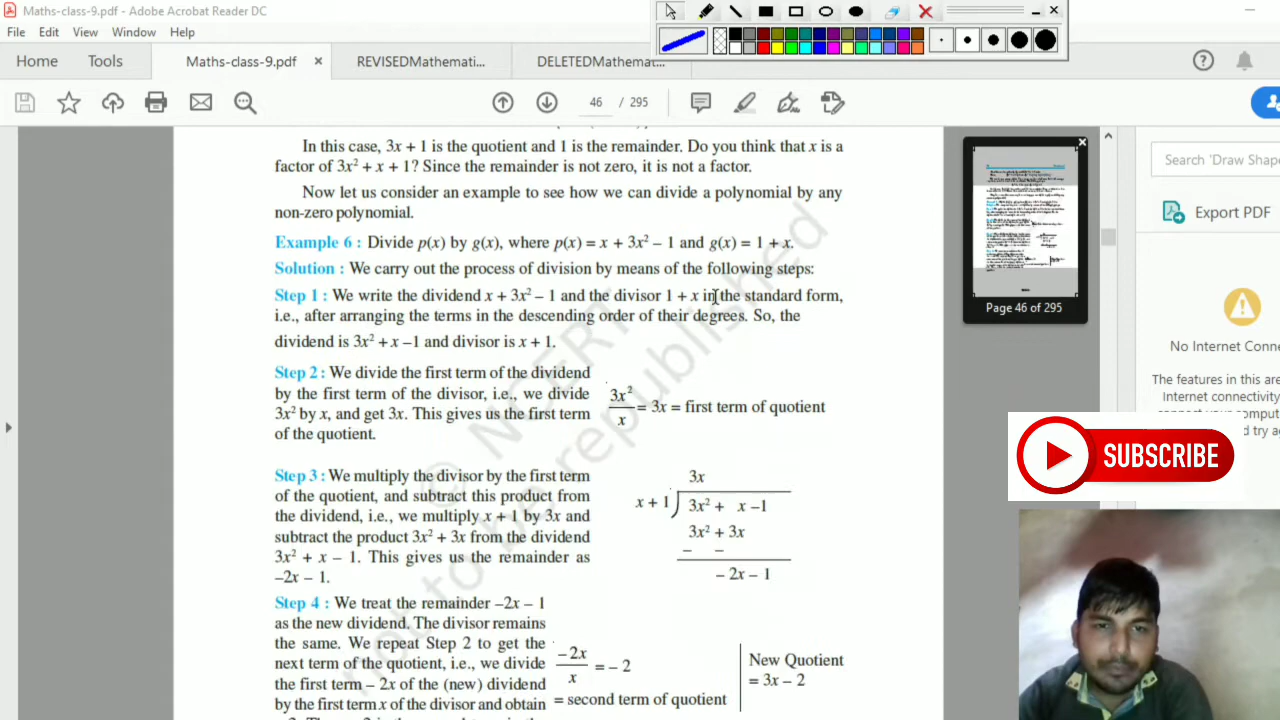 Maths-class-9.pdf - Adobe Acrobat Reader DC
File Edit View Window Help
Home Tools Maths-class-9.pdf × REVISEDMathemati... DELETEDMathemat...
46 / 295
In this case, 3x + 1 is the quotient and 1 is the remainder. Do you think that x is a
factor of 3x² + x + 1? Since the remainder is not zero, it is not a factor.
us consider an example to see how we can divide a polynomial by any
non-zero polynomial.
Example 6 : Divide p(x) by g(x), where p(x) = x + 3x² – 1 and g(x) = 1 + x.
Solution : We carry out the process of division by means of the following steps:
Step 1 : We write the dividend x + 3x² – 1 and the divisor 1 + x in the standard form,
i.e., after arranging the terms in the descending order of their degrees. So, the
dividend is 3x² + x –1 and divisor is x + 1.
Step 2 : We divide the first term of the dividend
by the first term of the divisor, i.e., we divide
3x² by x, and get 3x. This gives us the first term
of the quotient.
3x²
x
= 3x = first term of quotient
Step 3 : We multiply the divisor by the first term
of the quotient, and subtract this product from
the dividend, i.e., we multiply x + 1 by 3x and
subtract the product 3x² + 3x from the dividend
3x² + x – 1. This gives us the remainder as
–2x – 1.
3x
x + 1 ) 3x² + x –1
3x² + 3x
– –
– 2x – 1
Step 4 : We treat the remainder –2x – 1
as the new dividend. The divisor remains
the same. We repeat Step 2 to get the
next term of the quotient, i.e., we divide
the first term – 2x of the (new) dividend
by the first term x of the divisor and obtain
–2x
x
= – 2
= second term of quotient
New Quotient
= 3x – 2
© NCERT
not to be republished
Page 46 of 295
Search 'Draw Shape
Export PDF
No Internet Connec
The features in this are
Internet connectivity
your comput
d try ag
SUBSCRIBE